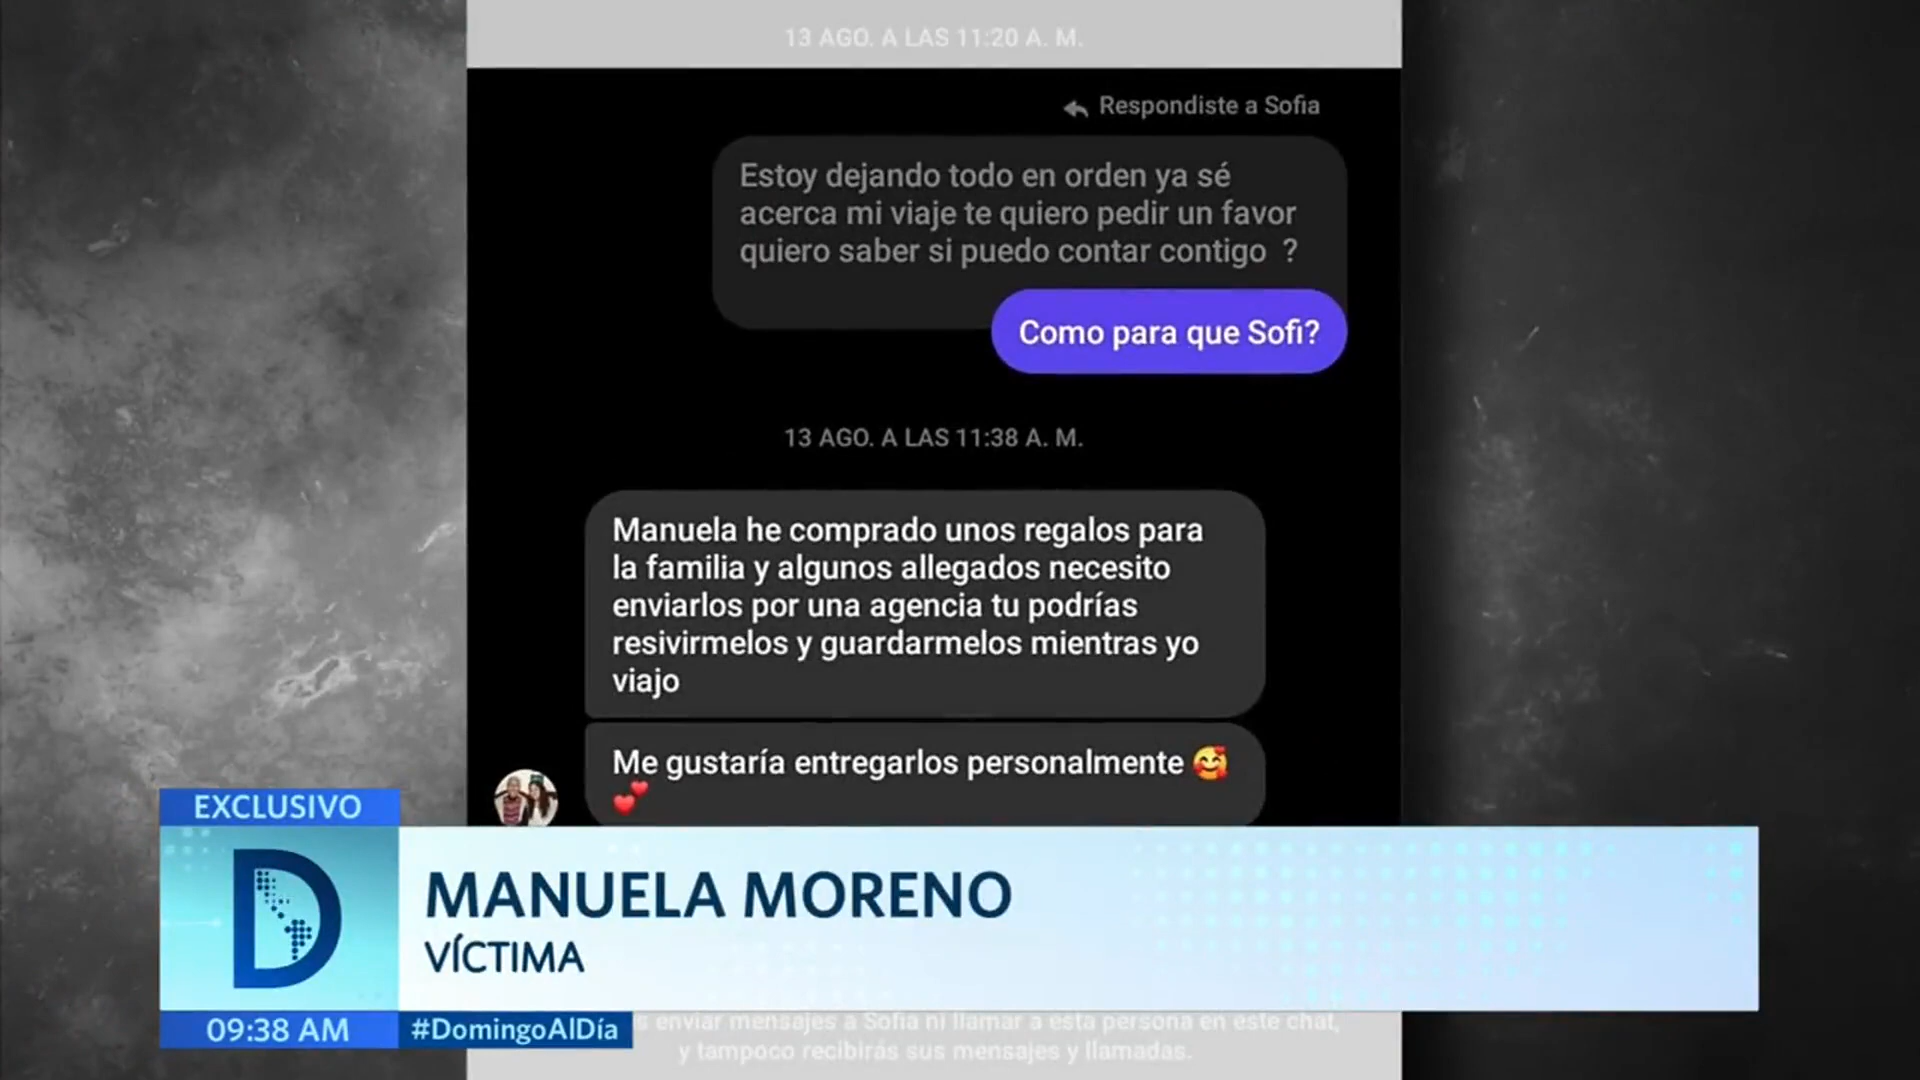 13 AGO. A LAS 11:20 A. M.
Respondiste a Sofia
Estoy dejando todo en orden ya sé
acerca mi viaje te quiero pedir un favor
quiero saber si puedo contar contigo ?
Como para que Sofi?
13 AGO. A LAS 11:38 A. M.
Manuela he comprado unos regalos para
la familia y algunos allegados necesito
enviarlos por una agencia tu podrías
resivirmelos y guardarmelos mientras yo
viajo
Me gustaría entregarlos personalmente 🥰
💕
EXCLUSIVO
D
MANUELA MORENO
VÍCTIMA
09:38 AM
#DomingoAlDía
s enviar mensajes a Sofia ni llamar a esta persona en este chat,
y tampoco recibirás sus mensajes y llamadas.